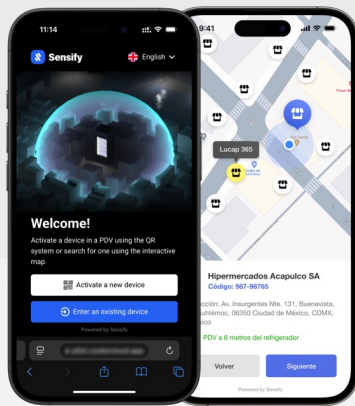 11:14
Sensify
English
Welcome!
Activate a device in a PDV using the QR
system or search for one using the interactive
map.
Activate a new device
Enter an existing device
Powered by Sensify
9:41
Lucap 365
Hipermercados Acapulco SA
Código: 987-98765
cción: Av. Insurgentes Nte. 131, Buenavista,
uhtémoc, 06350 Ciudad de México, CDMX,
ico
PDV a 6 metros del refrigerador
Volver
Siguiente
Powered by Sensify